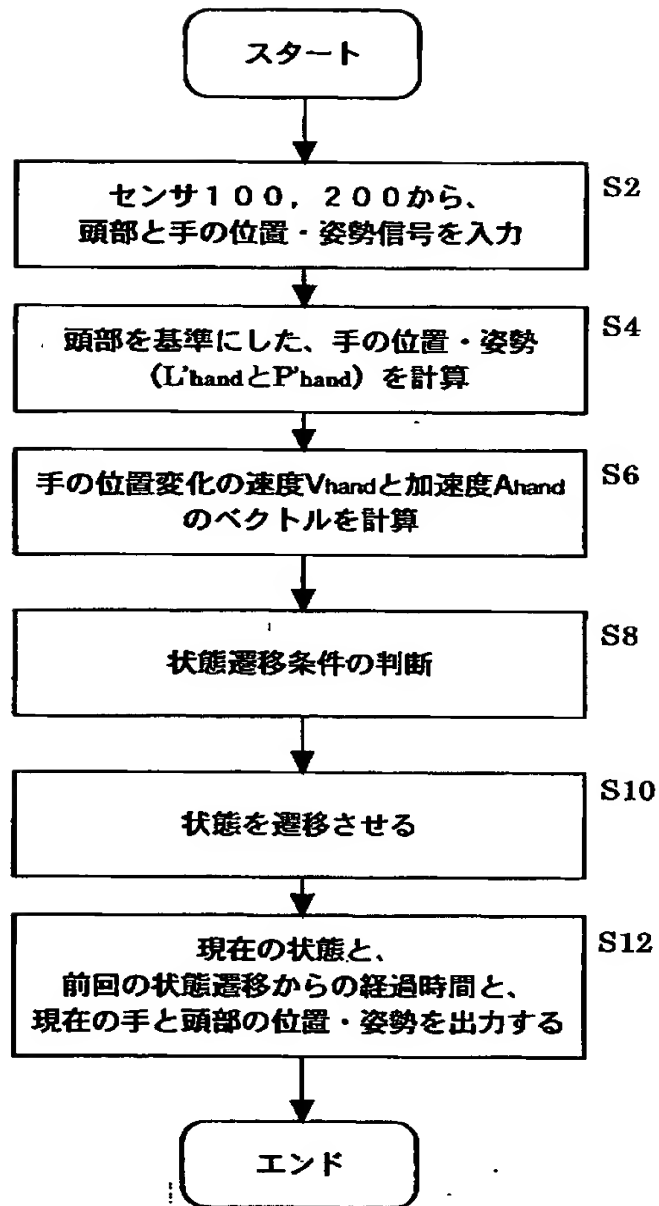 スタート
センサ１００，２００から、
頭部と手の位置・姿勢信号を入力
S2
頭部を基準にした、手の位置・姿勢
（L'handとP'hand）を計算
S4
手の位置変化の速度Vhandと加速度Ahand
のベクトルを計算
S6
状態遷移条件の判断
S8
状態を遷移させる
S10
現在の状態と、
前回の状態遷移からの経過時間と、
現在の手と頭部の位置・姿勢を出力する
S12
エンド